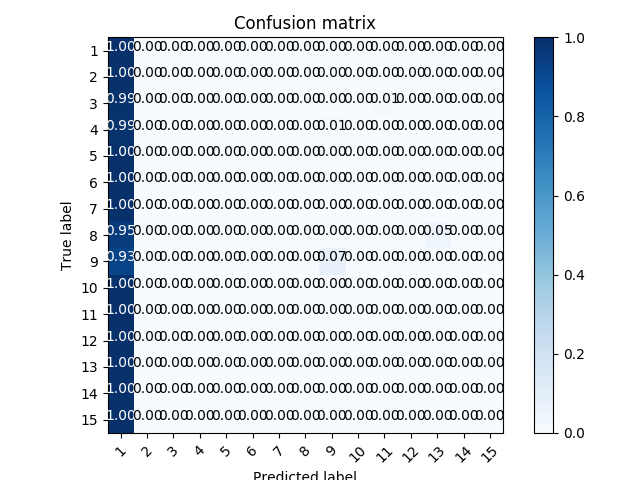 Confusion matrix
1 1.00 0.00 0.00 0.00 0.00 0.00 0.00 0.00 0.00 0.00 0.00 0.00 0.00 0.00 0.00
2 1.00 0.00 0.00 0.00 0.00 0.00 0.00 0.00 0.00 0.00 0.00 0.00 0.00 0.00 0.00
3 0.99 0.00 0.00 0.00 0.00 0.00 0.00 0.00 0.00 0.00 0.01 0.00 0.00 0.00 0.00
4 0.99 0.00 0.00 0.00 0.00 0.00 0.00 0.00 0.01 0.00 0.00 0.00 0.00 0.00 0.00
5 1.00 0.00 0.00 0.00 0.00 0.00 0.00 0.00 0.00 0.00 0.00 0.00 0.00 0.00 0.00
6 1.00 0.00 0.00 0.00 0.00 0.00 0.00 0.00 0.00 0.00 0.00 0.00 0.00 0.00 0.00
7 1.00 0.00 0.00 0.00 0.00 0.00 0.00 0.00 0.00 0.00 0.00 0.00 0.00 0.00 0.00
8 0.95 0.00 0.00 0.00 0.00 0.00 0.00 0.00 0.00 0.00 0.00 0.00 0.05 0.00 0.00
9 0.93 0.00 0.00 0.00 0.00 0.00 0.00 0.00 0.07 0.00 0.00 0.00 0.00 0.00 0.00
10 1.00 0.00 0.00 0.00 0.00 0.00 0.00 0.00 0.00 0.00 0.00 0.00 0.00 0.00 0.00
11 1.00 0.00 0.00 0.00 0.00 0.00 0.00 0.00 0.00 0.00 0.00 0.00 0.00 0.00 0.00
12 1.00 0.00 0.00 0.00 0.00 0.00 0.00 0.00 0.00 0.00 0.00 0.00 0.00 0.00 0.00
13 1.00 0.00 0.00 0.00 0.00 0.00 0.00 0.00 0.00 0.00 0.00 0.00 0.00 0.00 0.00
14 1.00 0.00 0.00 0.00 0.00 0.00 0.00 0.00 0.00 0.00 0.00 0.00 0.00 0.00 0.00
15 1.00 0.00 0.00 0.00 0.00 0.00 0.00 0.00 0.00 0.00 0.00 0.00 0.00 0.00 0.00
True label
1 2 3 4 5 6 7 8 9 10 11 12 13 14 15
Predicted label
1.0
0.8
0.6
0.4
0.2
0.0